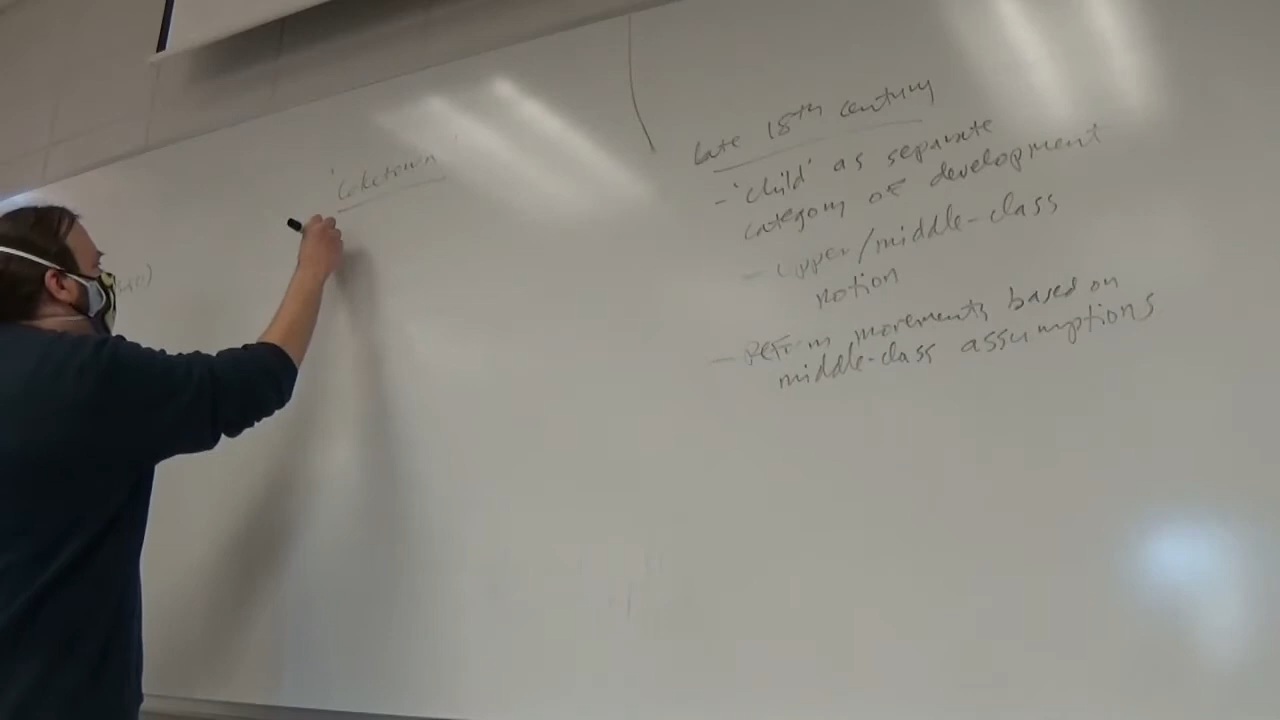 'Coketown'
late 18th century
- 'child' as separate
category of development
- upper/middle-class
notion
- Reform movements based on
middle-class assumptions